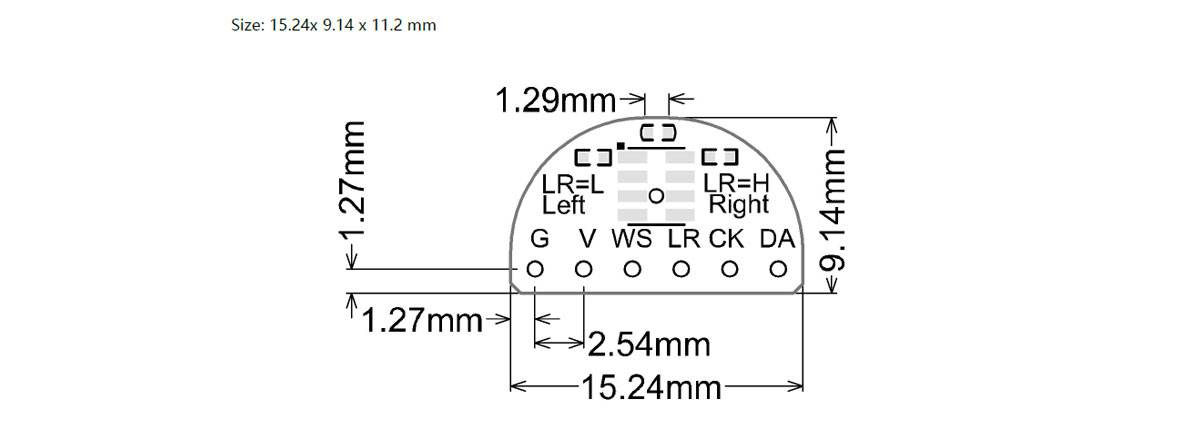 Size: 15.24x 9.14 x 11.2 mm
1.29mm
1.27mm
LR=L
Left
LR=H
Right
9.14mm
G V WS LR CK DA
1.27mm
2.54mm
15.24mm